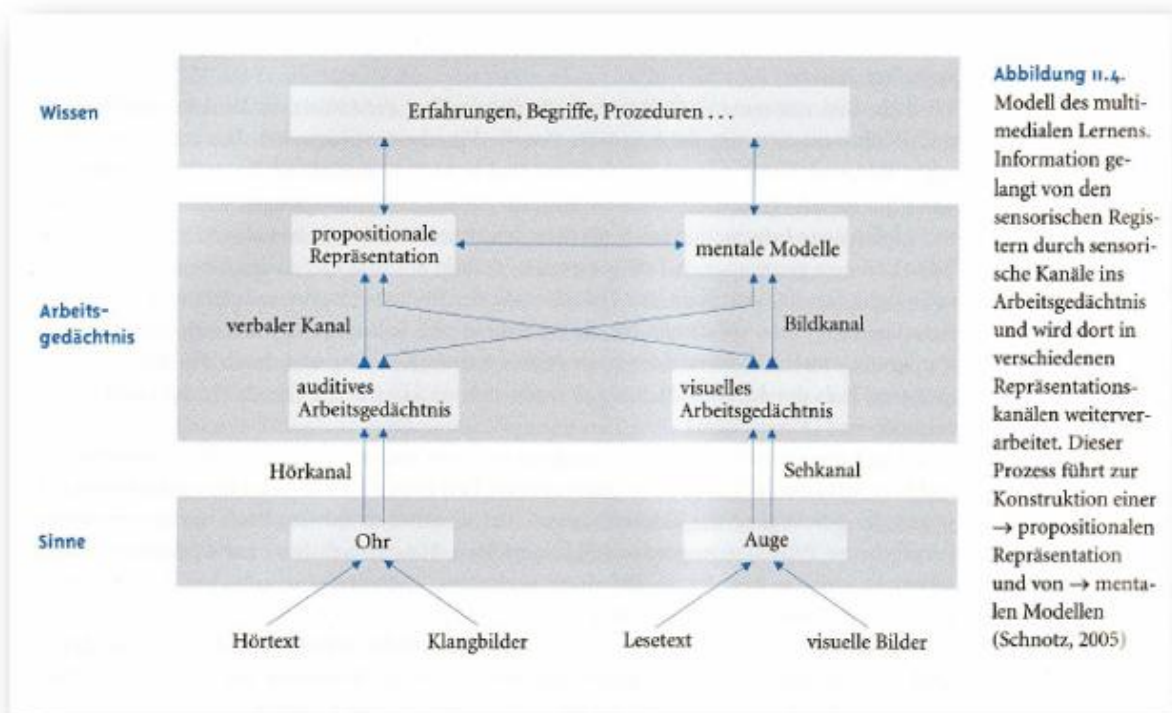 Wissen
Erfahrungen, Begriffe, Prozeduren . . .
Arbeits-
gedächtnis
propositionale
Repräsentation
mentale Modelle
verbaler Kanal
Bildkanal
auditives
Arbeitsgedächtnis
visuelles
Arbeitsgedächtnis
Hörkanal
Sehkanal
Sinne
Ohr
Auge
Hörtext
Klangbilder
Lesetext
visuelle Bilder
Abbildung 11.4.
Modell des multi-
medialen Lernens.
Information ge-
langt von den
sensorischen Regis-
tern durch sensori-
sche Kanäle ins
Arbeitsgedächtnis
und wird dort in
verschiedenen
Repräsentations-
kanälen weiterver-
arbeitet. Dieser
Prozess führt zur
Konstruktion einer
→ propositionalen
Repräsentation
und von → menta-
len Modellen
(Schnotz, 2005)